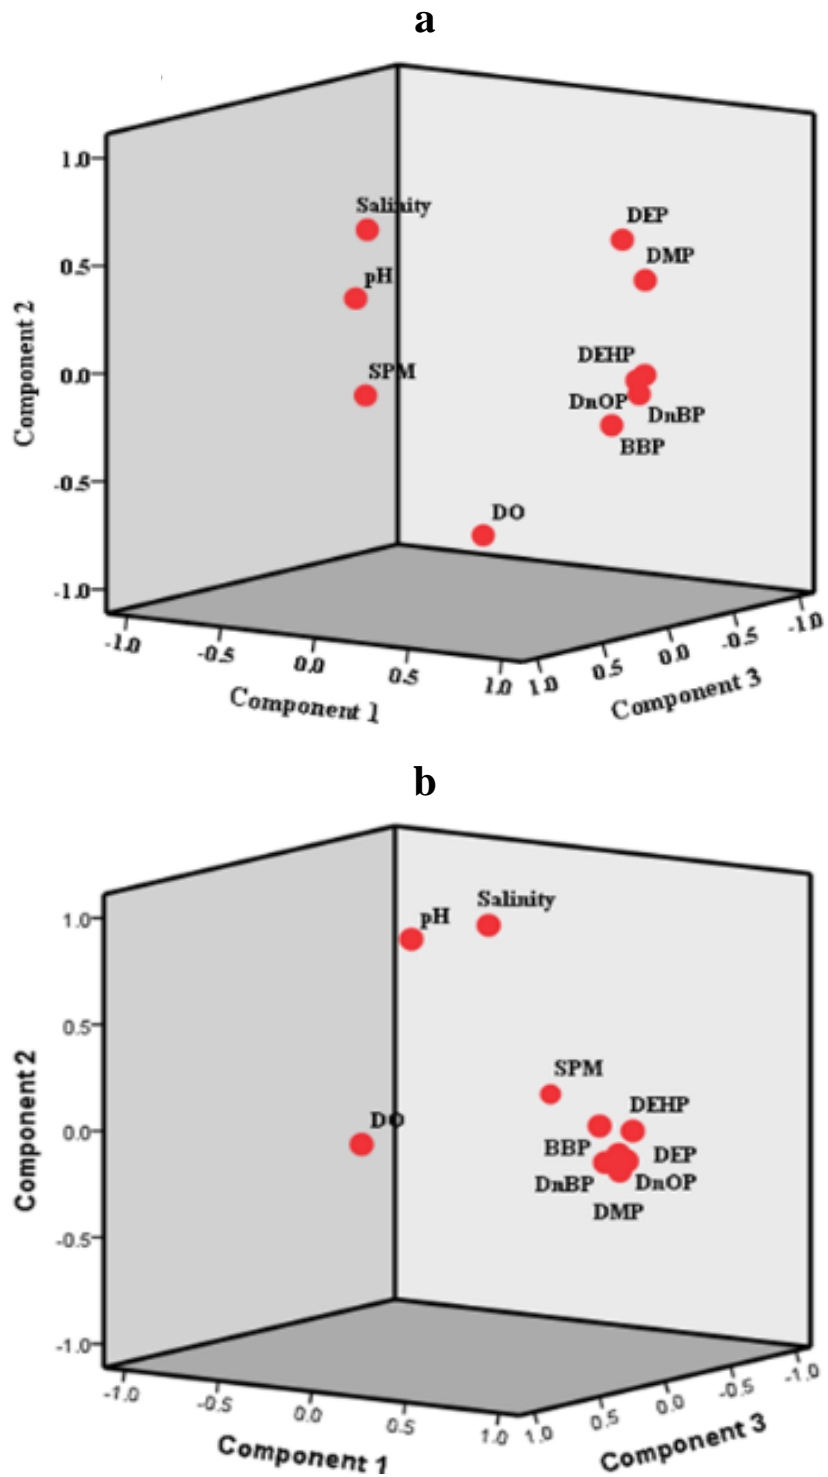 a
Salinity
DEP
DMP
pH
DEHP
SPM
DnOP
DnBP
BBP
DO
1.0
0.5
0.0
-0.5
-1.0
Component 2
-1.0
-0.5
0.0
0.5
1.0
Component 1
1.0
0.5
0.0
-0.5
-1.0
Component 3
b
pH
Salinity
SPM
DEHP
DO
BBP
DEP
DnBP
DnOP
DMP
1.0
0.5
0.0
-0.5
-1.0
Component 2
-1.0
-0.5
0.0
0.5
1.0
Component 1
1.0
0.5
0.0
-0.5
-1.0
Component 3